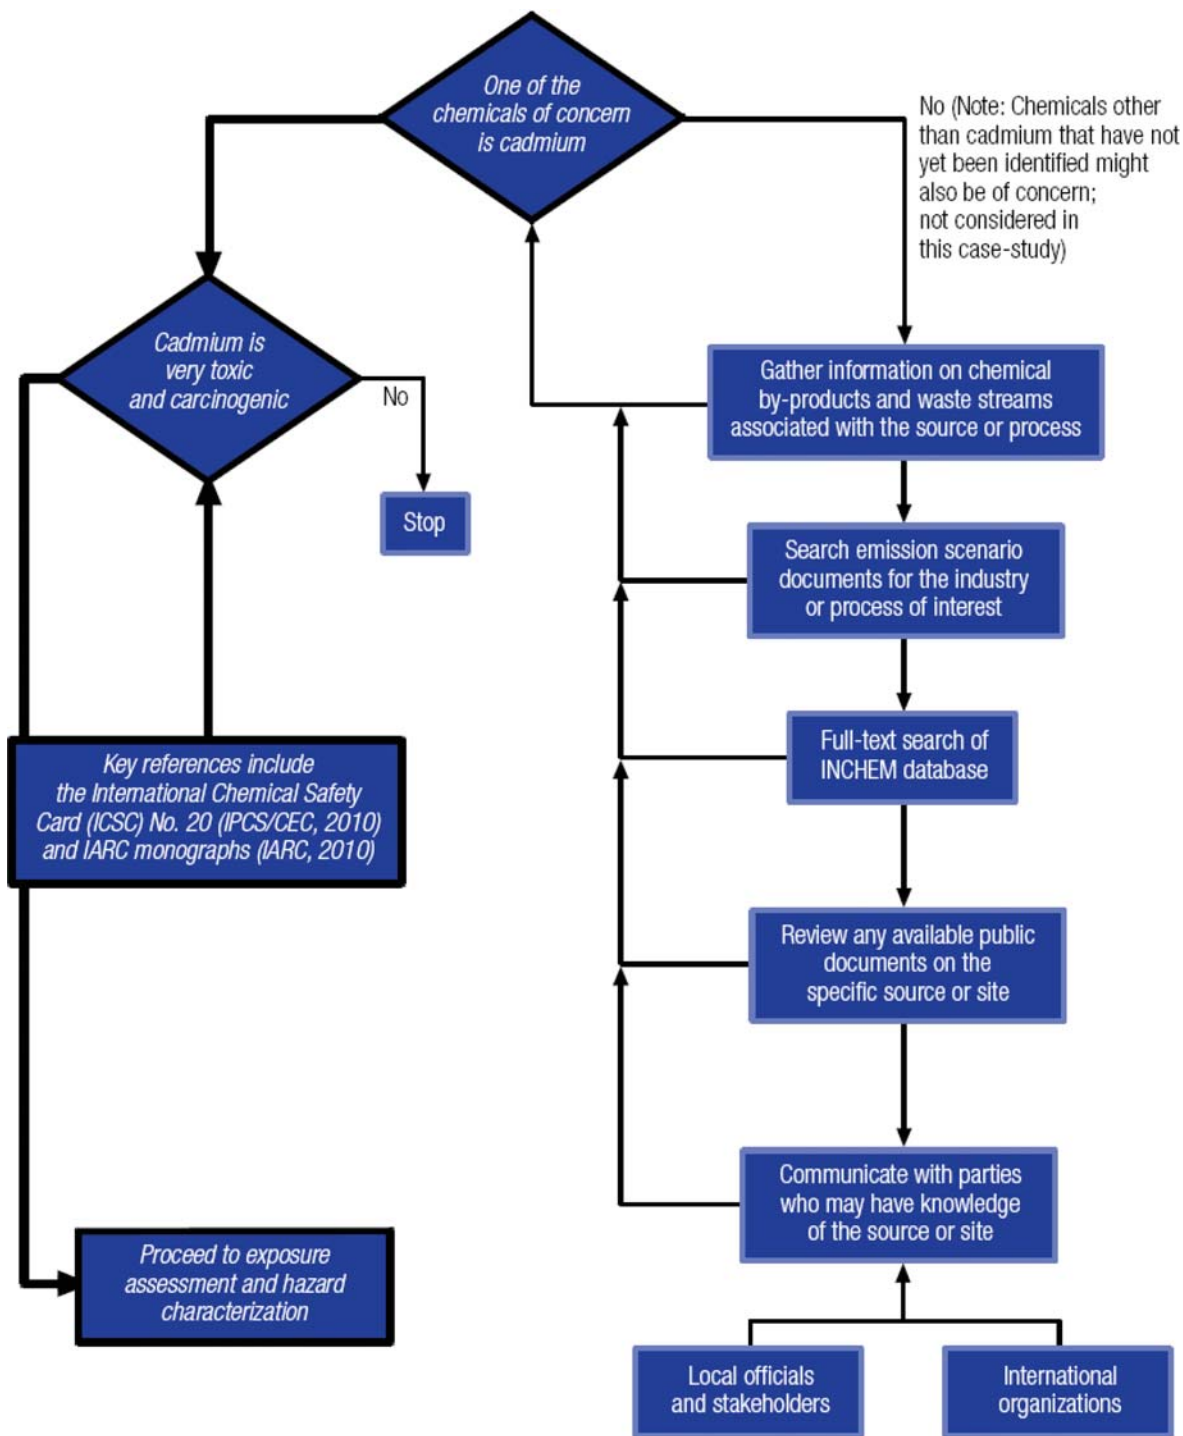 One of the
chemicals of concern
is cadmium
No (Note: Chemicals other
than cadmium that have not
yet been identified might
also be of concern;
not considered in
this case-study)
Cadmium is
very toxic
and carcinogenic
No
Stop
Gather information on chemical
by-products and waste streams
associated with the source or process
Search emission scenario
documents for the industry
or process of interest
Full-text search of
INCHEM database
Key references include
the International Chemical Safety
Card (ICSC) No. 20 (IPCS/CEC, 2010)
and IARC monographs (IARC, 2010)
Review any available public
documents on the
specific source or site
Communicate with parties
who may have knowledge
of the source or site
Proceed to exposure
assessment and hazard
characterization
Local officials
and stakeholders
International
organizations